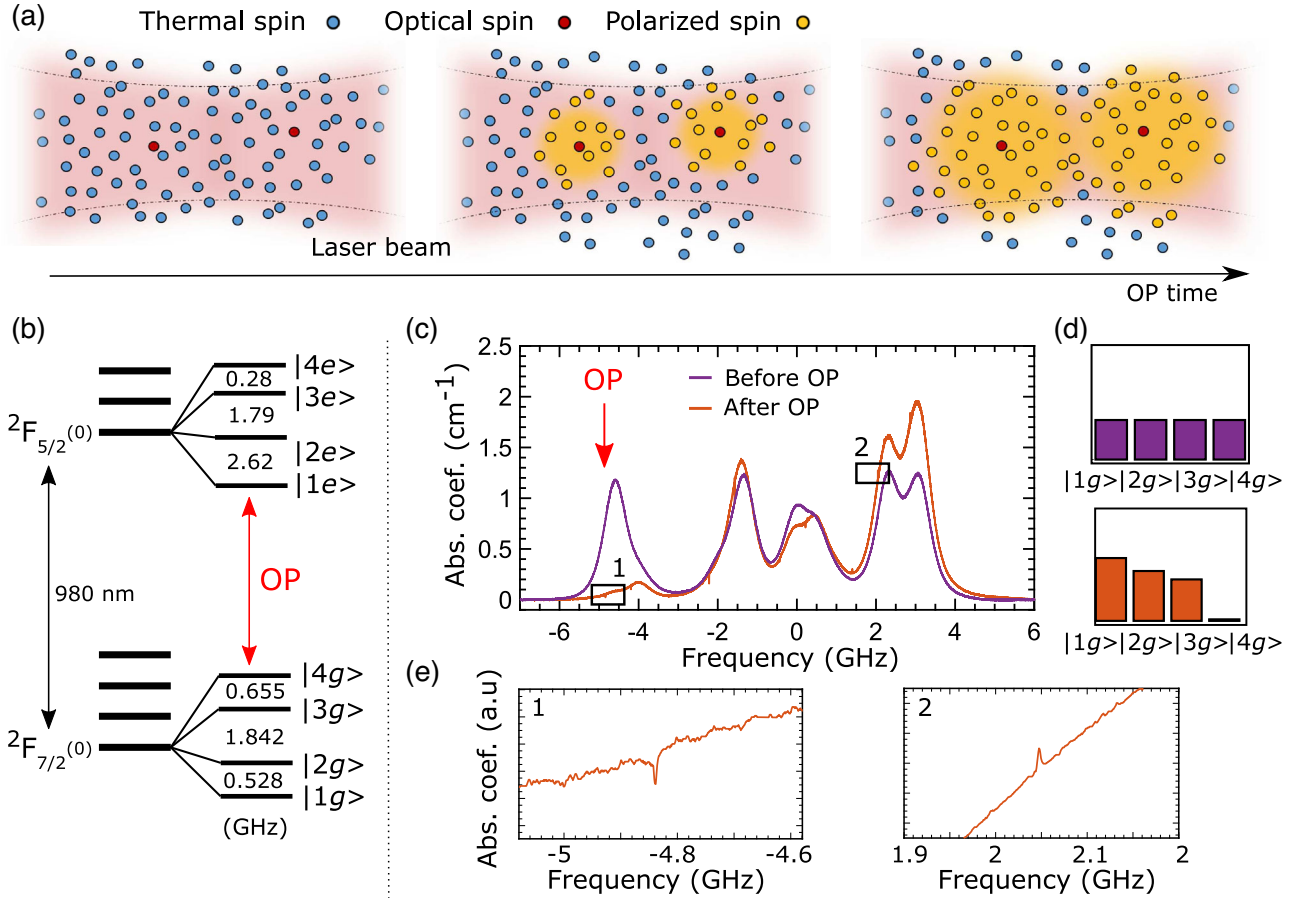 (a)
Thermal spin
Optical spin
Polarized spin
Laser beam
OP time
(b)
²F₅/₂(0)
|4e>
0.28
|3e>
1.79
|2e>
2.62
|1e>
980 nm
OP
²F₇/₂(0)
|4g>
0.655
|3g>
1.842
|2g>
0.528
|1g>
(GHz)
(c)
Abs. coef. (cm⁻¹)
2.5
2
1.5
1
0.5
0
OP
Before OP
After OP
1
2
-6 -4 -2 0 2 4 6
Frequency (GHz)
(d)
|1g>|2g>|3g>|4g>
|1g>|2g>|3g>|4g>
(e)
Abs. coef. (a.u)
1
-5 -4.8 -4.6
Frequency (GHz)
2
1.9 2 2.1 2
Frequency (GHz)